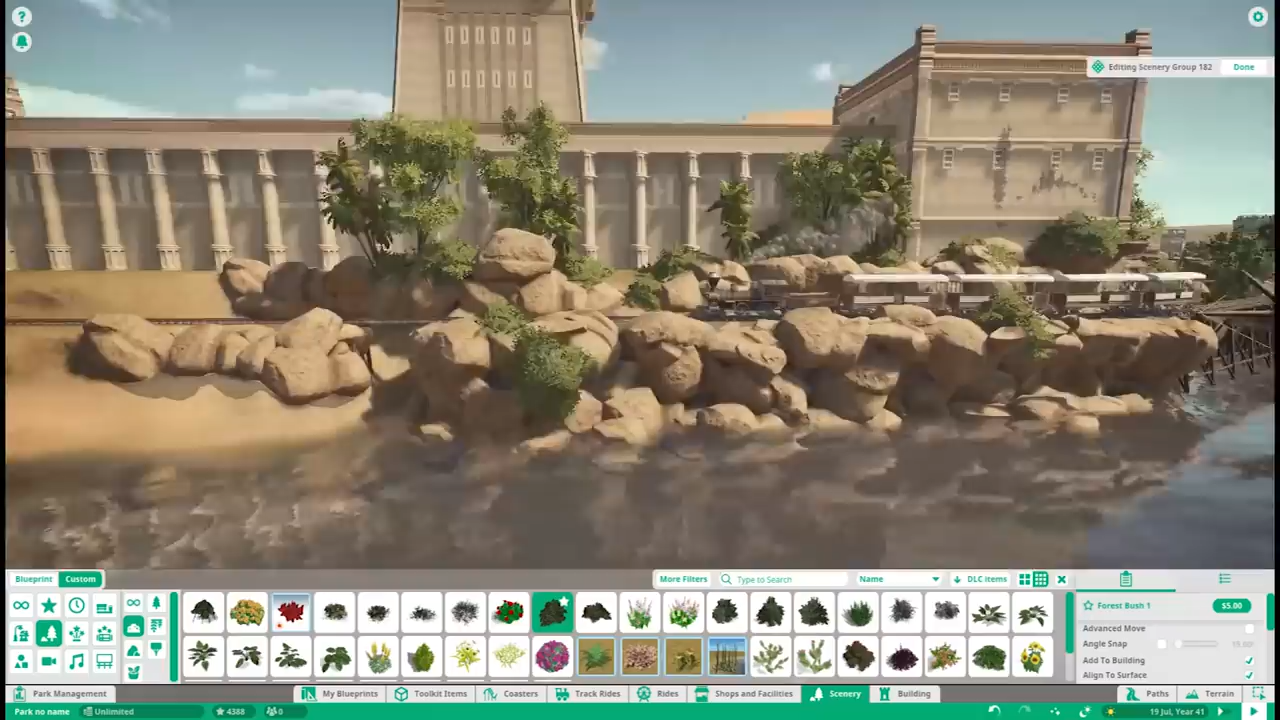 ?
Editing Scenery Group 182 Done
Blueprint Custom More Filters Type to Search Name DLC items
Forest Bush 1 $5.00
Advanced Move
Angle Snap
Add To Building
Align To Surface
Park Management My Blueprints Toolkit Items Coasters Track Rides Rides Shops and Facilities Scenery Building Paths Terrain
Park no name Unlimited 4388 0 19 Jul, Year 41